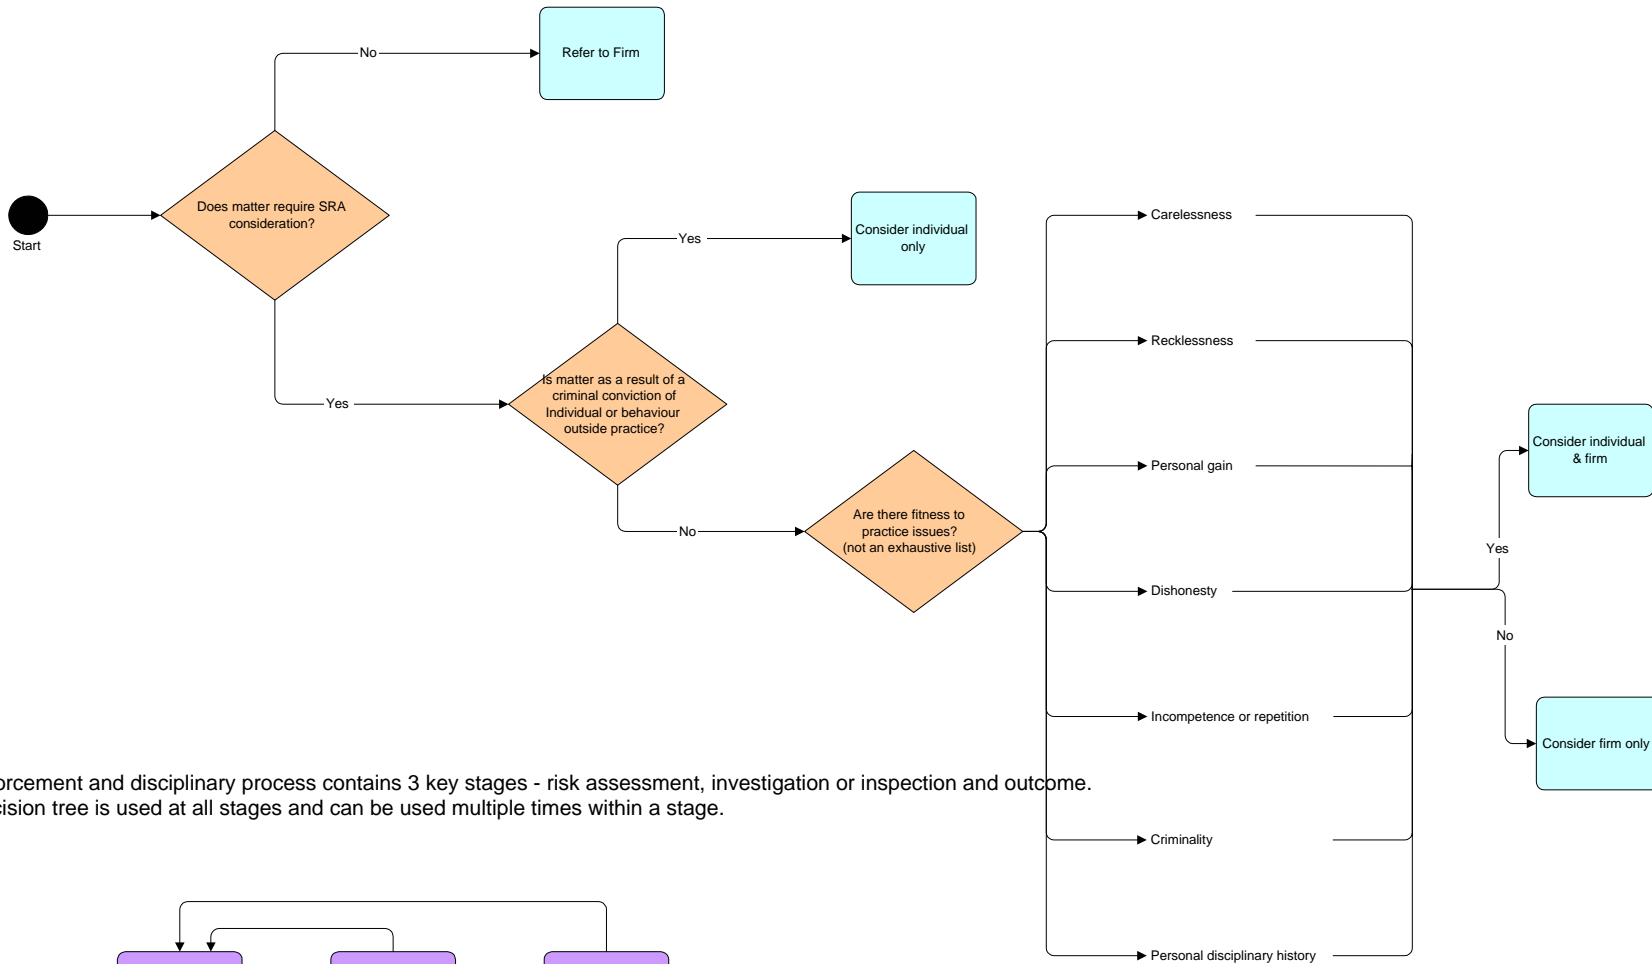 No
Refer to Firm
Does matter require SRA
consideration?
Start
Yes
Consider individual
only
Carelessness
Recklessness
Yes
Is matter as a result of a
criminal conviction of
Individual or behaviour
outside practice?
Personal gain
Consider individual
& firm
No
Are there fitness to
practice issues?
(not an exhaustive list)
Yes
Dishonesty
No
Incompetence or repetition
Consider firm only
orcement and disciplinary process contains 3 key stages - risk assessment, investigation or inspection and outcome.
cision tree is used at all stages and can be used multiple times within a stage.
Criminality
Personal disciplinary history